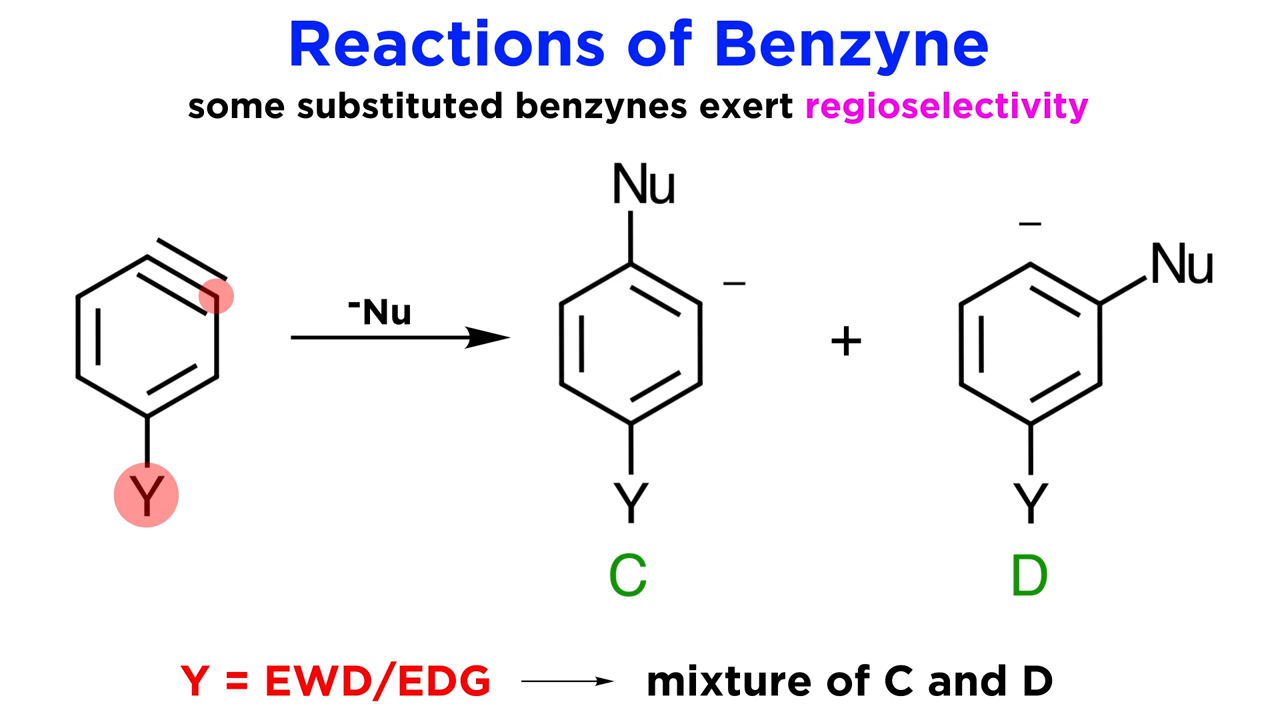 Reactions of Benzyne
some substituted benzynes exert regioselectivity
Nu
–
–
Nu
⁻Nu
+
Y
Y
Y
C
D
Y = EWD/EDG ⟶ mixture of C and D